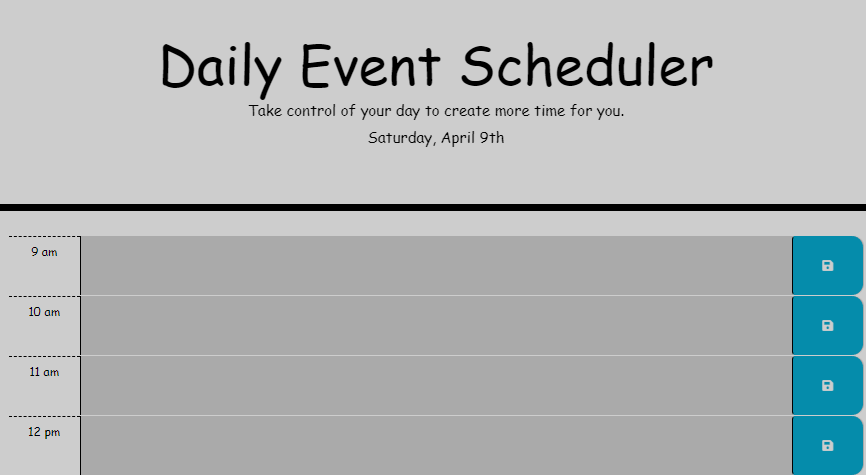 Daily Event Scheduler
Take control of your day to create more time for you.
Saturday, April 9th
9 am
10 am
11 am
12 pm